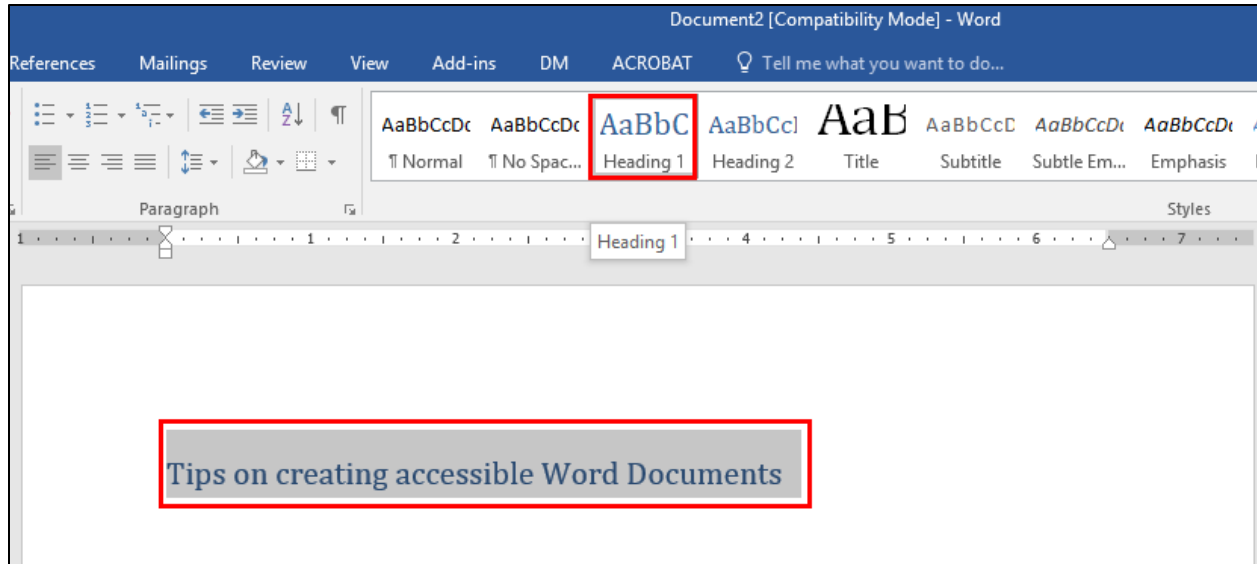 Document2 [Compatibility Mode] - Word
References Mailings Review View Add-ins DM ACROBAT Tell me what you want to do...
AaBbCcDc AaBbCcDc AaBbC AaBbCcl AaB AaBbCcD AaBbCcDc AaBbCcDc
¶ Normal ¶ No Spac... Heading 1 Heading 2 Title Subtitle Subtle Em... Emphasis
Paragraph Styles
1 1 2 Heading 1 4 5 6 7
Tips on creating accessible Word Documents